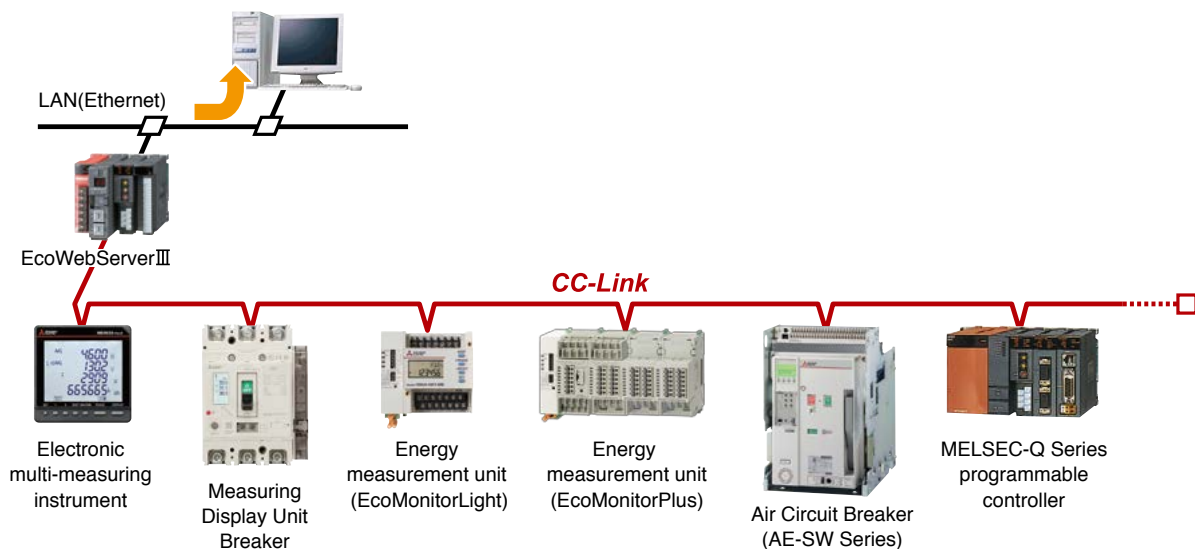 LAN(Ethernet)
EcoWebServerⅢ
CC-Link
Electronic
multi-measuring
instrument
Measuring
Display Unit
Breaker
Energy
measurement unit
(EcoMonitorLight)
Energy
measurement unit
(EcoMonitorPlus)
Air Circuit Breaker
(AE-SW Series)
MELSEC-Q Series
programmable
controller